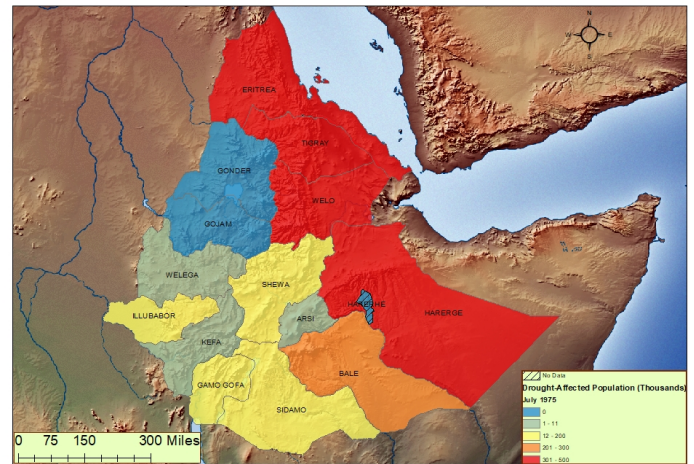 N
W E
S
ERITREA
TIGRAY
GONDER
WELO
GOJAM
WELEGA
SHEWA
HARERHE
ILLUBABOR
ARSI
HARERGE
KEFA
BALE
GAMO GOFA
SIDAMO
No Data
Drought-Affected Population (Thousands)
July 1975
0
1 - 11
12 - 200
201 - 300
301 - 500
0 75 150 300 Miles